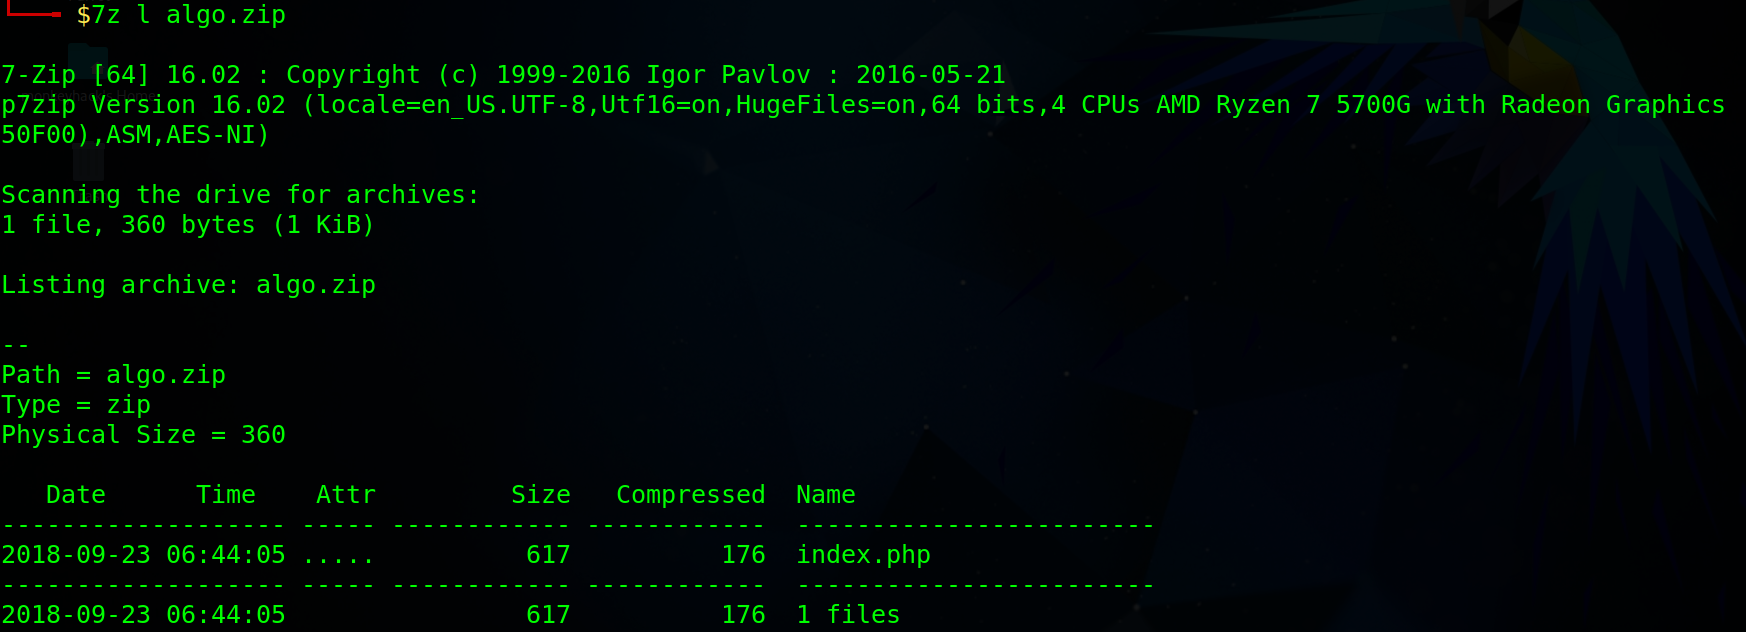 $7z l algo.zip
7-Zip [64] 16.02 : Copyright (c) 1999-2016 Igor Pavlov : 2016-05-21
p7zip Version 16.02 (locale=en_US.UTF-8,Utf16=on,HugeFiles=on,64 bits,4 CPUs AMD Ryzen 7 5700G with Radeon Graphics
50F00),ASM,AES-NI)
Scanning the drive for archives:
1 file, 360 bytes (1 KiB)
Listing archive: algo.zip
--
Path = algo.zip
Type = zip
Physical Size = 360
   Date      Time    Attr         Size   Compressed  Name
------------------- ----- ------------ ------------  ------------------------
2018-09-23 06:44:05 .....          617          176  index.php
------------------- ----- ------------ ------------  ------------------------
2018-09-23 06:44:05                617          176  1 files